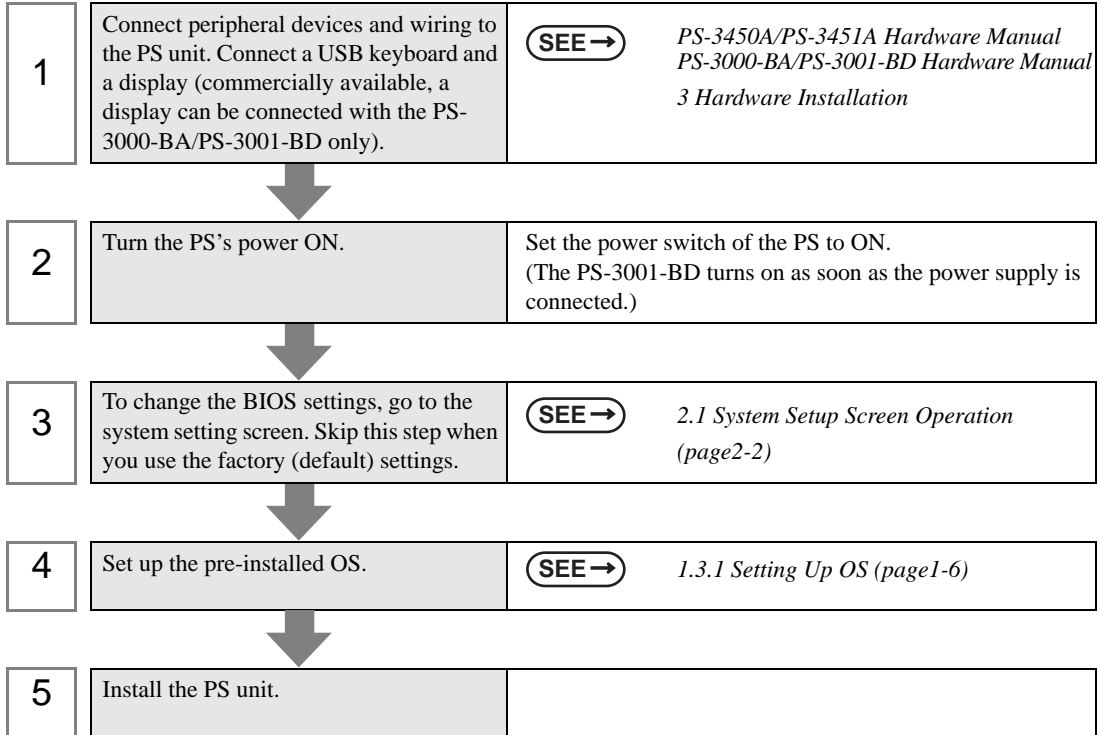 1
Connect peripheral devices and wiring to
the PS unit. Connect a USB keyboard and
a display (commercially available, a
display can be connected with the PS-
3000-BA/PS-3001-BD only).
SEE→
PS-3450A/PS-3451A Hardware Manual
PS-3000-BA/PS-3001-BD Hardware Manual
3 Hardware Installation
2
Turn the PS’s power ON.
Set the power switch of the PS to ON.
(The PS-3001-BD turns on as soon as the power supply is
connected.)
3
To change the BIOS settings, go to the
system setting screen. Skip this step when
you use the factory (default) settings.
SEE→
2.1 System Setup Screen Operation
(page2-2)
4
Set up the pre-installed OS.
SEE→
1.3.1 Setting Up OS (page1-6)
5
Install the PS unit.